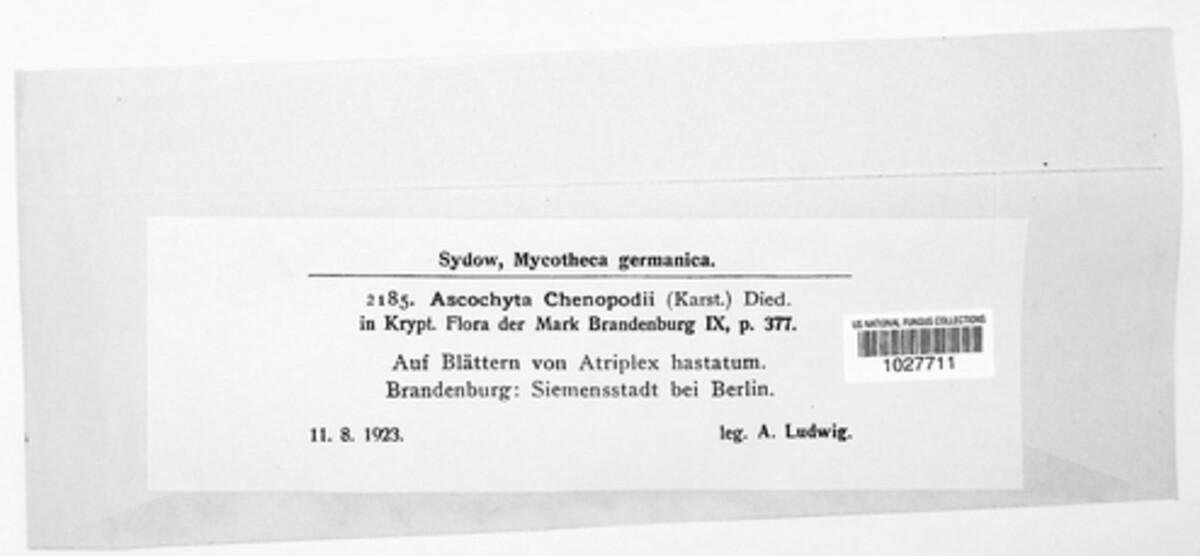 Sydow, Mycotheca germanica.
2185. Ascochyta Chenopodii (Karst.) Died.
in Krypt. Flora der Mark Brandenburg IX, p. 377.
Auf Blättern von Atriplex hastatum.
Brandenburg: Siemensstadt bei Berlin.
11. 8. 1923. leg. A. Ludwig.
US NATIONAL FUNGUS COLLECTIONS
1027711